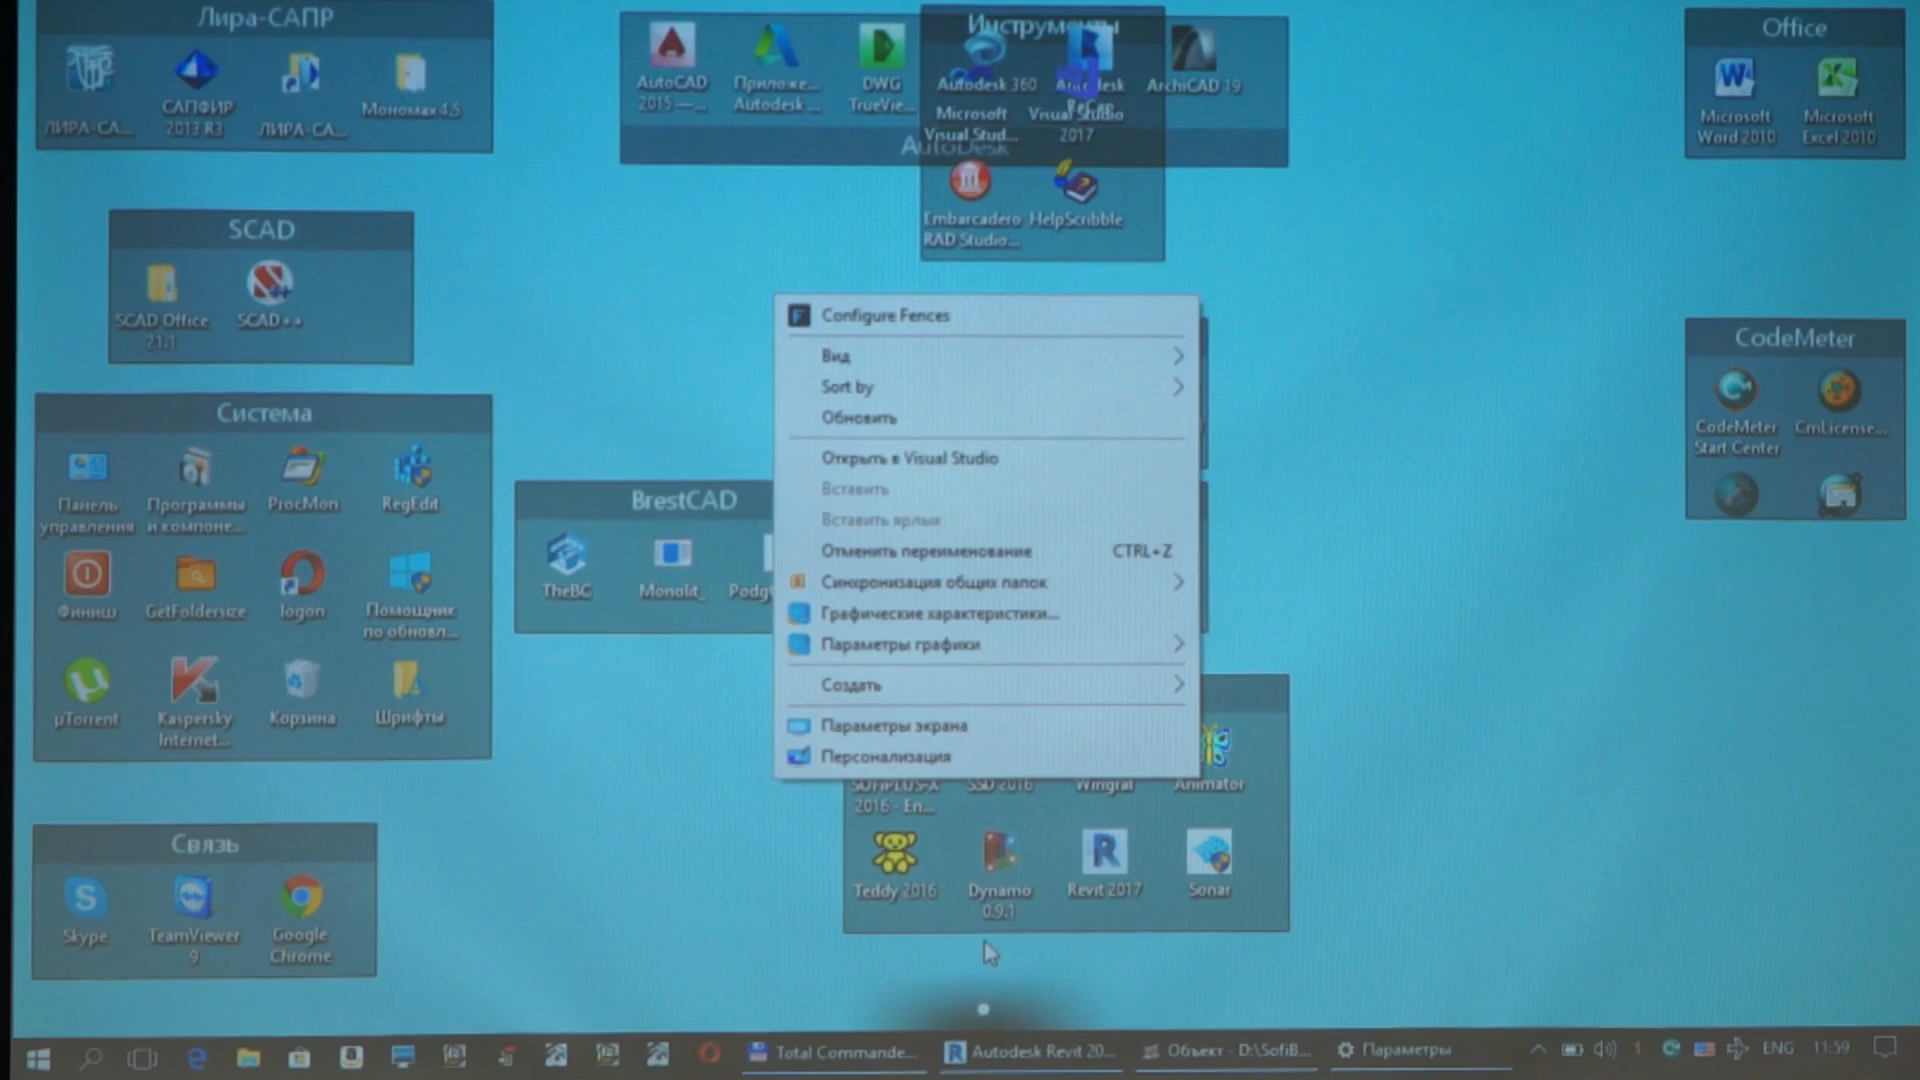 Лира-САПР
ЛИРА-СА...
САПФИР
2013 R3
ЛИРА-СА...
Мономах 4.5
AutoCAD
2015 —...
Приложе...
Autodesk ...
DWG
TrueVie...
AutoDesk
Инструменты
Autodesk 360
Autodesk
ReCap
ArchiCAD 19
Microsoft
Visual Stud...
Visual Studio
2017
Embarcadero
RAD Studio...
HelpScribble
Office
Microsoft
Word 2010
Microsoft
Excel 2010
SCAD
SCAD Office
21.1
SCAD++
CodeMeter
CodeMeter
Start Center
CmLicense...
Система
Панель
управления
Программы
и компоне...
ProcMon
RegEdit
Финиш
GetFoldersize
logon
Помощник
по обновл...
µTorrent
Kaspersky
Internet...
Корзина
Шрифты
BrestCAD
TheBC
Monolit_
Podg
Configure Fences
Вид
Sort by
Обновить
Открыть в Visual Studio
Вставить
Вставить ярлык
Отменить переименование CTRL+Z
Синхронизация общих папок
Графические характеристики...
Параметры графики
Создать
Параметры экрана
Персонализация
SOFiPLUS-X
2016 - En...
SSD 2016
Wingraf
Animator
Teddy 2016
Dynamo
0.9.1
Revit 2017
Sonar
Связь
Skype
TeamViewer
9
Google
Chrome
Total Commande...
Autodesk Revit 20...
Объект - D:\SofiB...
Параметры
ENG
11:59